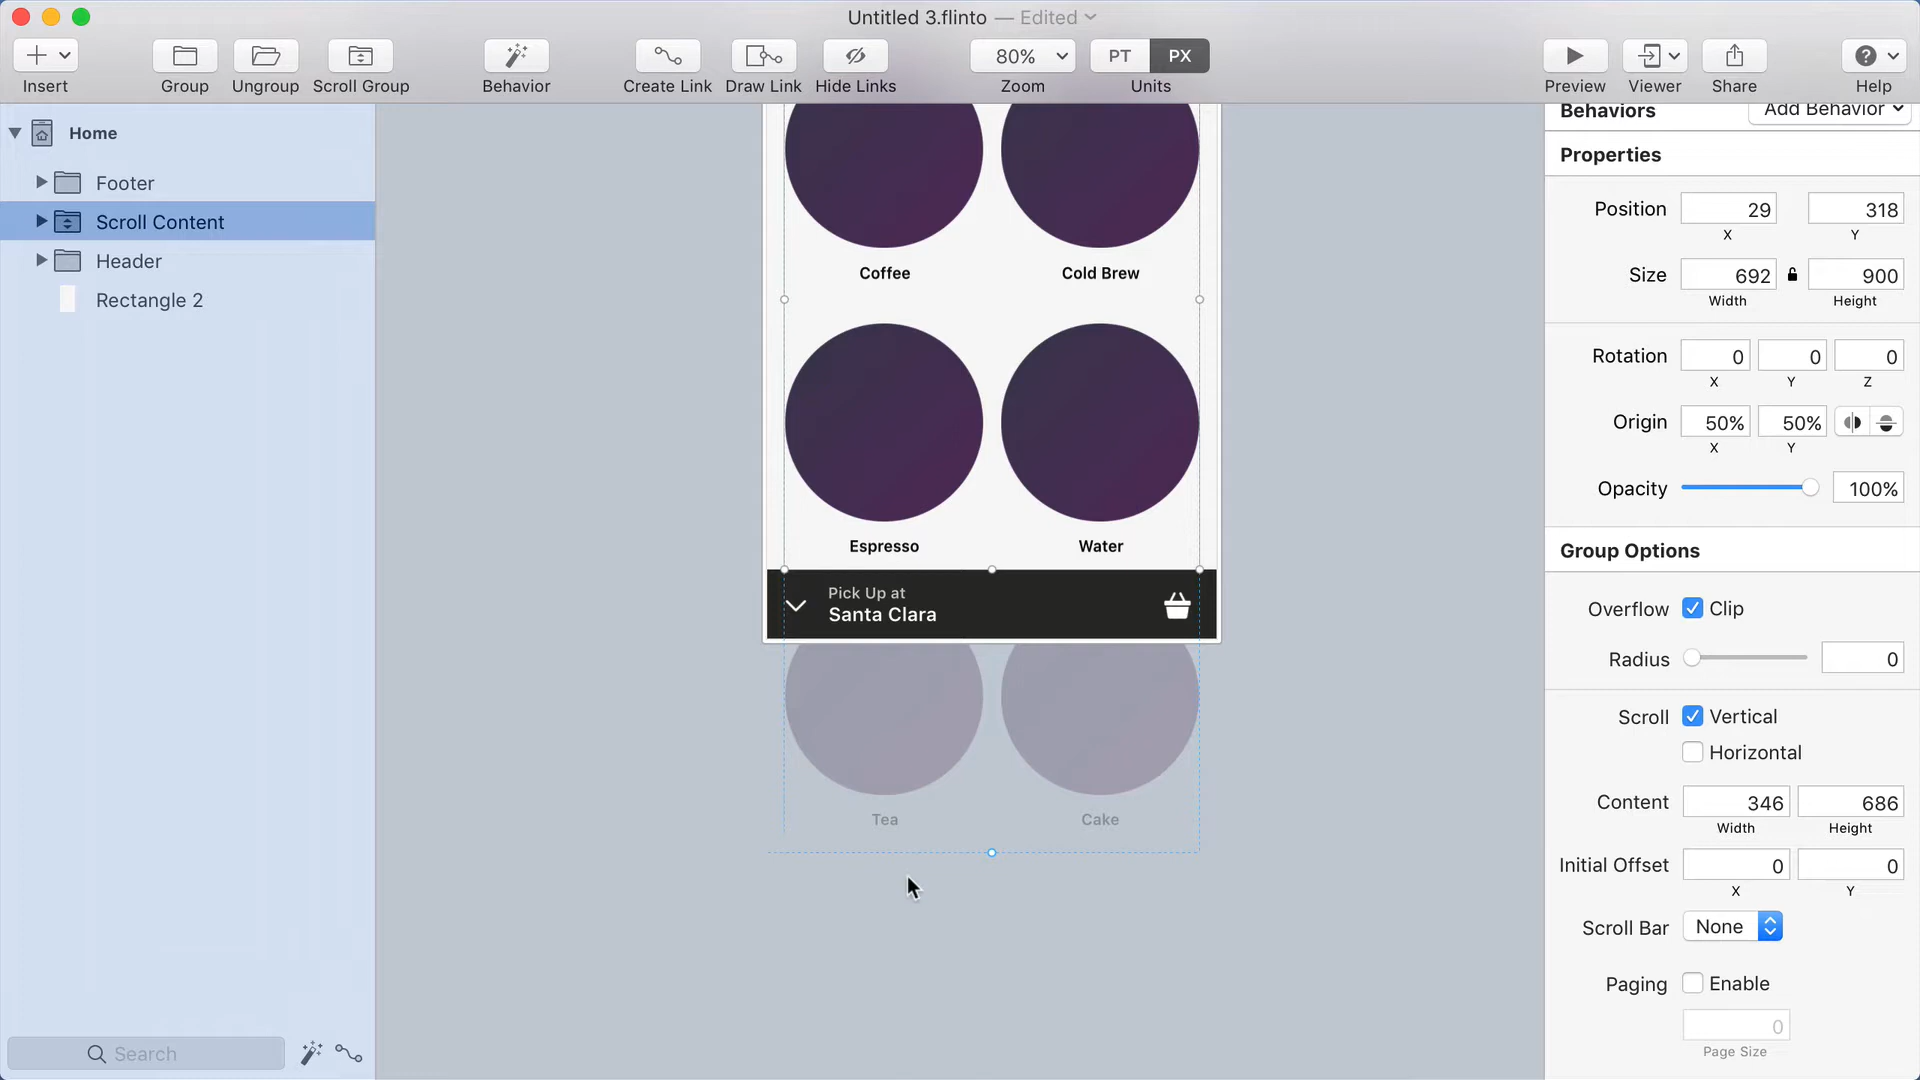 Untitled 3.flinto — Edited
Insert
Group
Ungroup
Scroll Group
Behavior
Create Link
Draw Link
Hide Links
80%
Zoom
PT
PX
Units
Preview
Viewer
Share
Help
Home
Footer
Scroll Content
Header
Rectangle 2
Search
Coffee
Cold Brew
Espresso
Water
Pick Up at
Santa Clara
Tea
Cake
Behaviors
Add Behavior
Properties
Position 29 318
X Y
Size 692 900
Width Height
Rotation 0 0 0
X Y Z
Origin 50% 50%
X Y
Opacity 100%
Group Options
Overflow Clip
Radius 0
Scroll Vertical
Horizontal
Content 346 686
Width Height
Initial Offset 0 0
X Y
Scroll Bar None
Paging Enable
0
Page Size